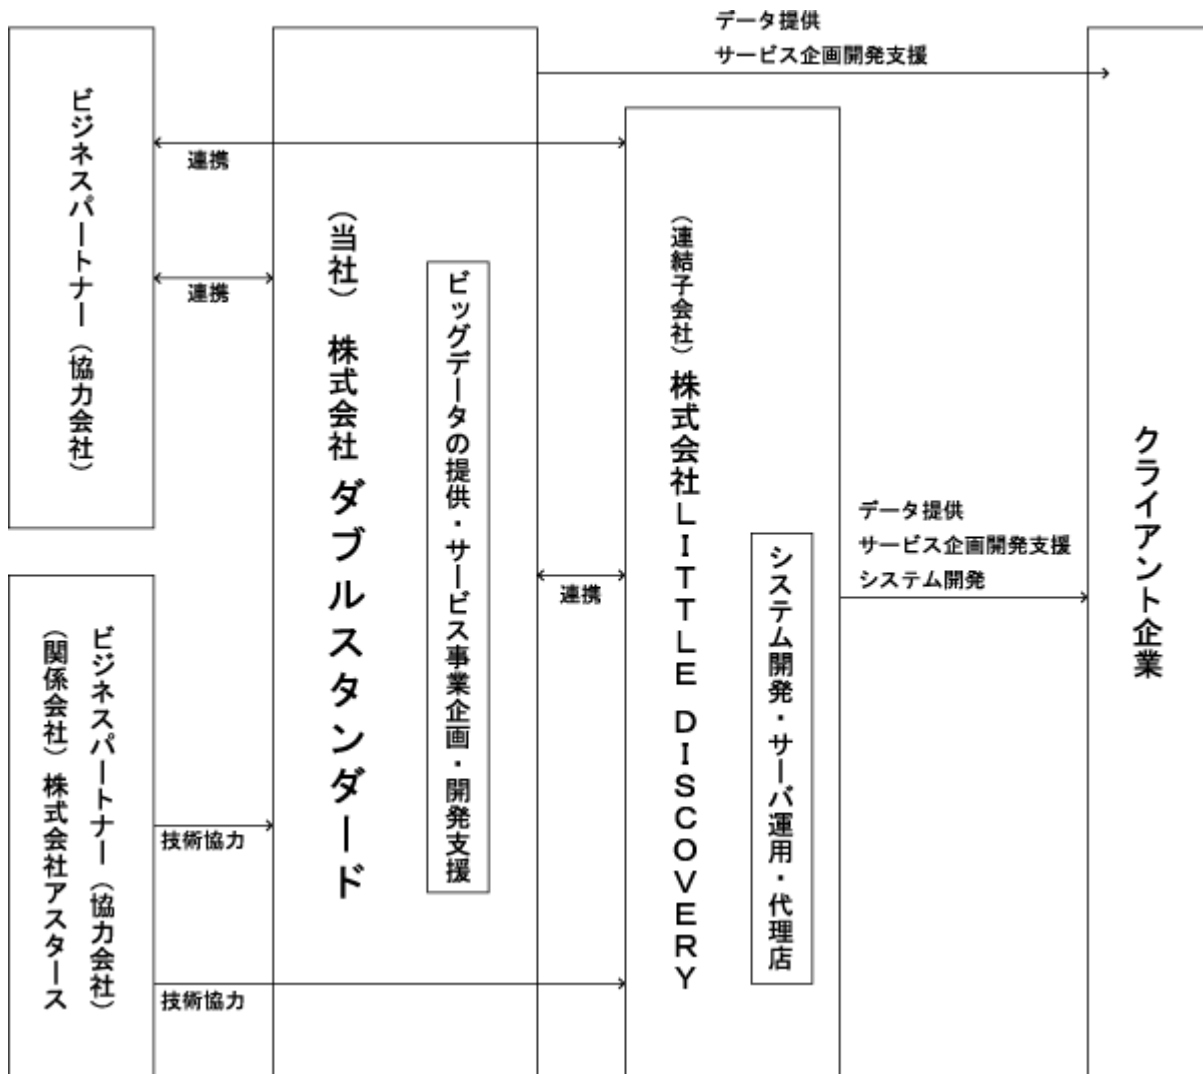 データ提供
サービス企画開発支援
ビジネスパートナー（協力会社）
連携
連携
（当社） 株式会社 ダブルスタンダード
ビッグデータの提供・サービス事業企画・開発支援
（連結子会社）株式会社LITTLE DISCOVERY
システム開発・サーバ運用・代理店
連携
データ提供
サービス企画開発支援
システム開発
クライアント企業
ビジネスパートナー（協力会社）
（関係会社）株式会社アスタース
技術協力
技術協力